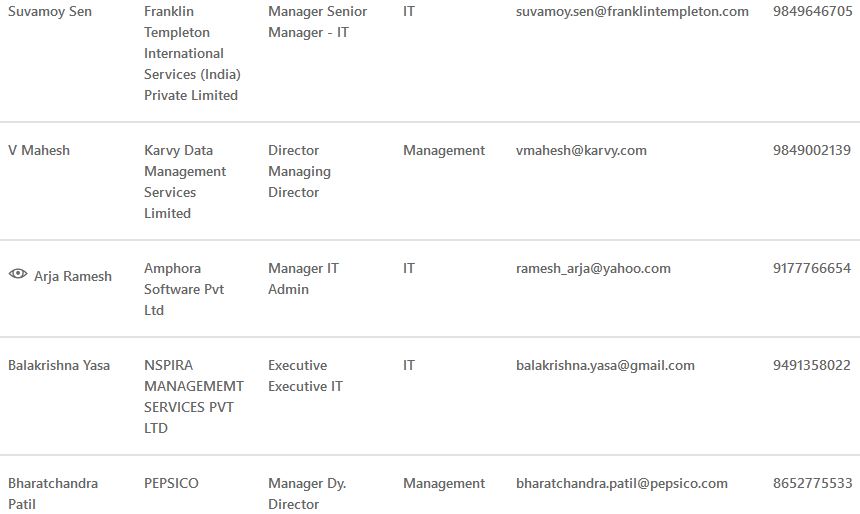 Suvamoy Sen Franklin Manager Senior IT suvamoy.sen@franklintempleton.com 9849646705
Templeton Manager - IT
International
Services (India)
Private Limited
V Mahesh Karvy Data Director Management vmahesh@karvy.com 9849002139
Management Managing
Services Director
Limited
Arja Ramesh Amphora Manager IT IT ramesh_arja@yahoo.com 9177766654
Software Pvt Admin
Ltd
Balakrishna Yasa NSPIRA Executive IT balakrishna.yasa@gmail.com 9491358022
MANAGEMEMT Executive IT
SERVICES PVT
LTD
Bharatchandra PEPSICO Manager Dy. Management bharatchandra.patil@pepsico.com 8652775533
Patil Director